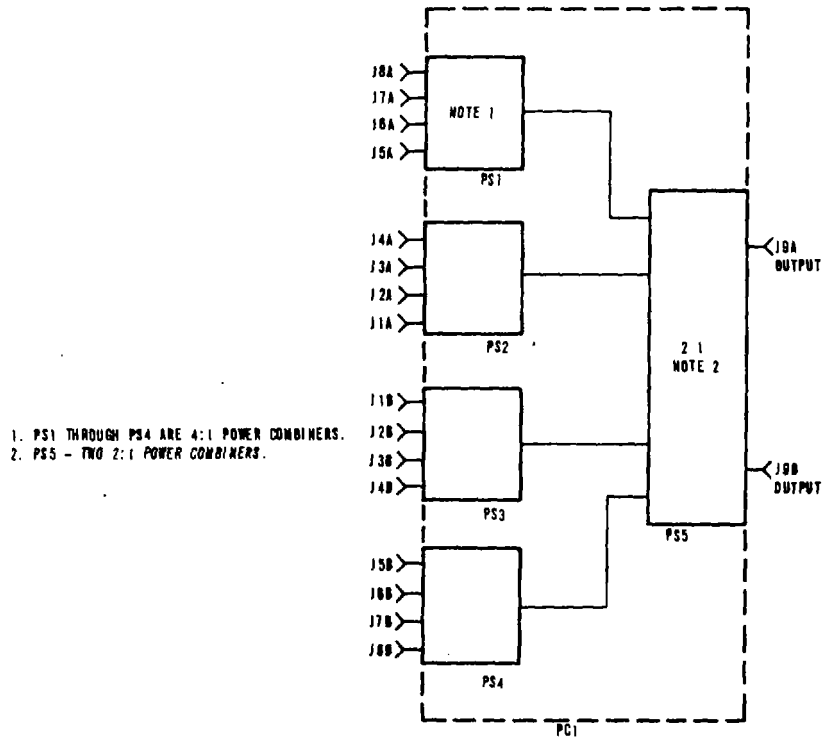 J8A
J7A
J6A
J5A
NOTE 1
PS1
J4A
J3A
J2A
J1A
PS2
J9A
OUTPUT
2 1
NOTE 2
1. PS1 THROUGH PS4 ARE 4:1 POWER COMBINERS.
2. PS5 - TWO 2:1 POWER COMBINERS.
J1B
J2B
J3B
J4B
PS3
J9B
OUTPUT
PS5
J5B
J6B
J7B
J8B
PS4
PC1